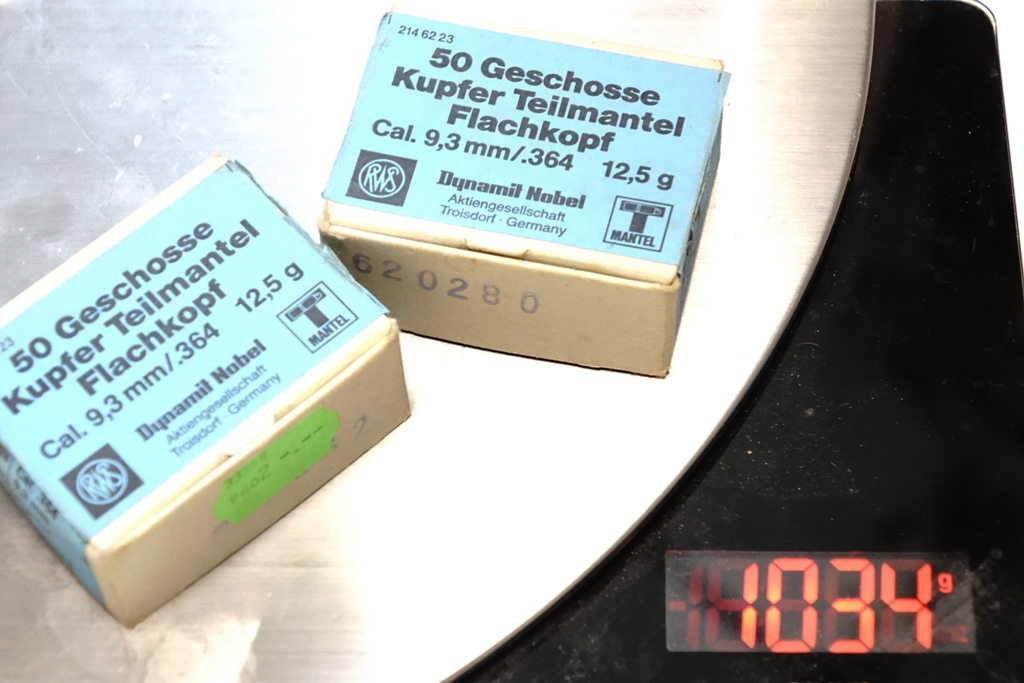 214 62 23
50 Geschosse
Kupfer Teilmantel
Flachkopf
Cal. 9,3 mm/.364 12,5 g
RWS
Dynamit Nobel
Aktiengesellschaft
Troisdorf · Germany
T
MANTEL
620280
23
50 Geschosse
Kupfer Teilmantel
Flachkopf
Cal. 9,3 mm/.364 12,5 g
RWS
Dynamit Nobel
Aktiengesellschaft
Troisdorf · Germany
T
MANTEL
2
1034 g